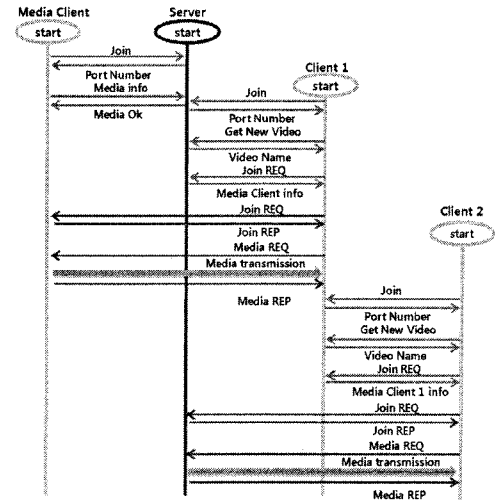 Media Client
Server
start
start
Join
Client 1
Port Number
start
Media info
Join
Media Ok
Port Number
Get New Video
Video Name
Join REQ
Media Client info
Join REQ
Client 2
Join REP
start
Media REQ
Media transmission
Join
Media REP
Port Number
Get New Video
Video Name
Join REQ
Media Client 1 info
Join REQ
Join REP
Media REQ
Media transmission
Media REP